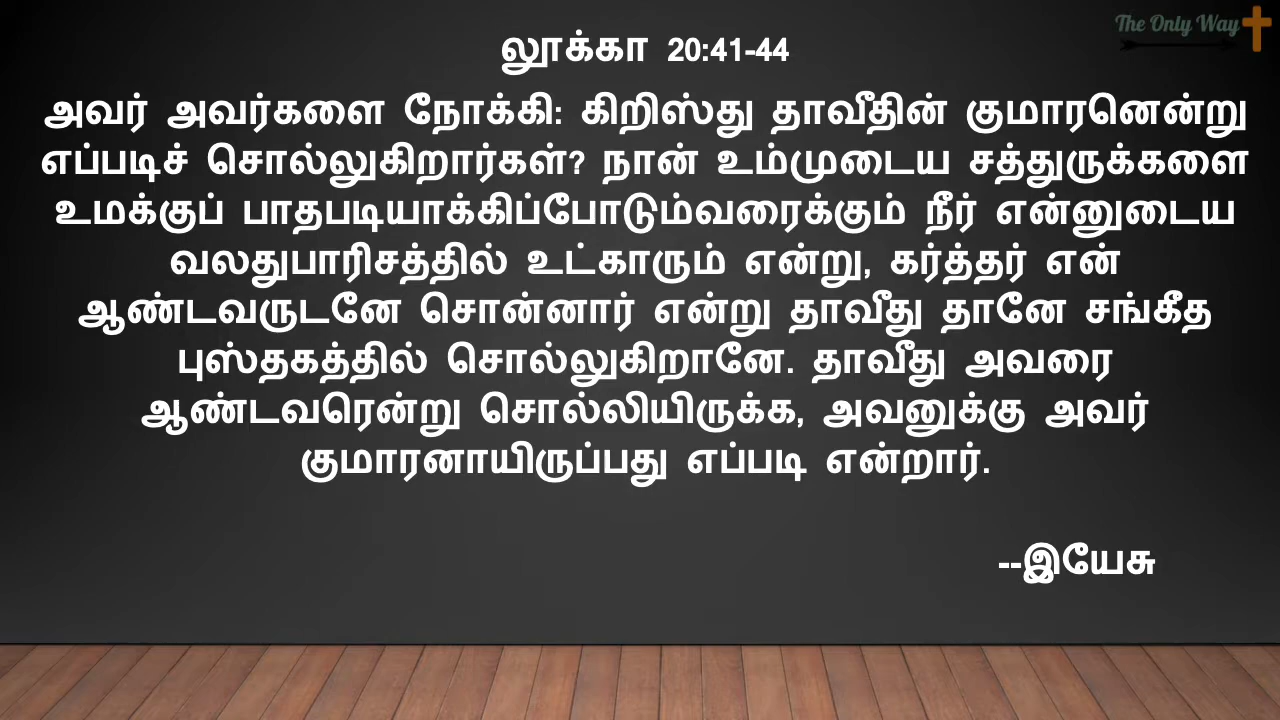 The Only Way
லூக்கா 20:41-44
அவர் அவர்களை நோக்கி: கிறிஸ்து தாவீதின் குமாரனென்று
எப்படிச் சொல்லுகிறார்கள்? நான் உம்முடைய சத்துருக்களை
உமக்குப் பாதபடியாக்கிப்போடும்வரைக்கும் நீர் என்னுடைய
வலதுபாரிசத்தில் உட்காரும் என்று, கர்த்தர் என்
ஆண்டவருடனே சொன்னார் என்று தாவீது தானே சங்கீத
புஸ்தகத்தில் சொல்லுகிறானே. தாவீது அவரை
ஆண்டவரென்று சொல்லியிருக்க, அவனுக்கு அவர்
குமாரனாயிருப்பது எப்படி என்றார்.
--இயேசு